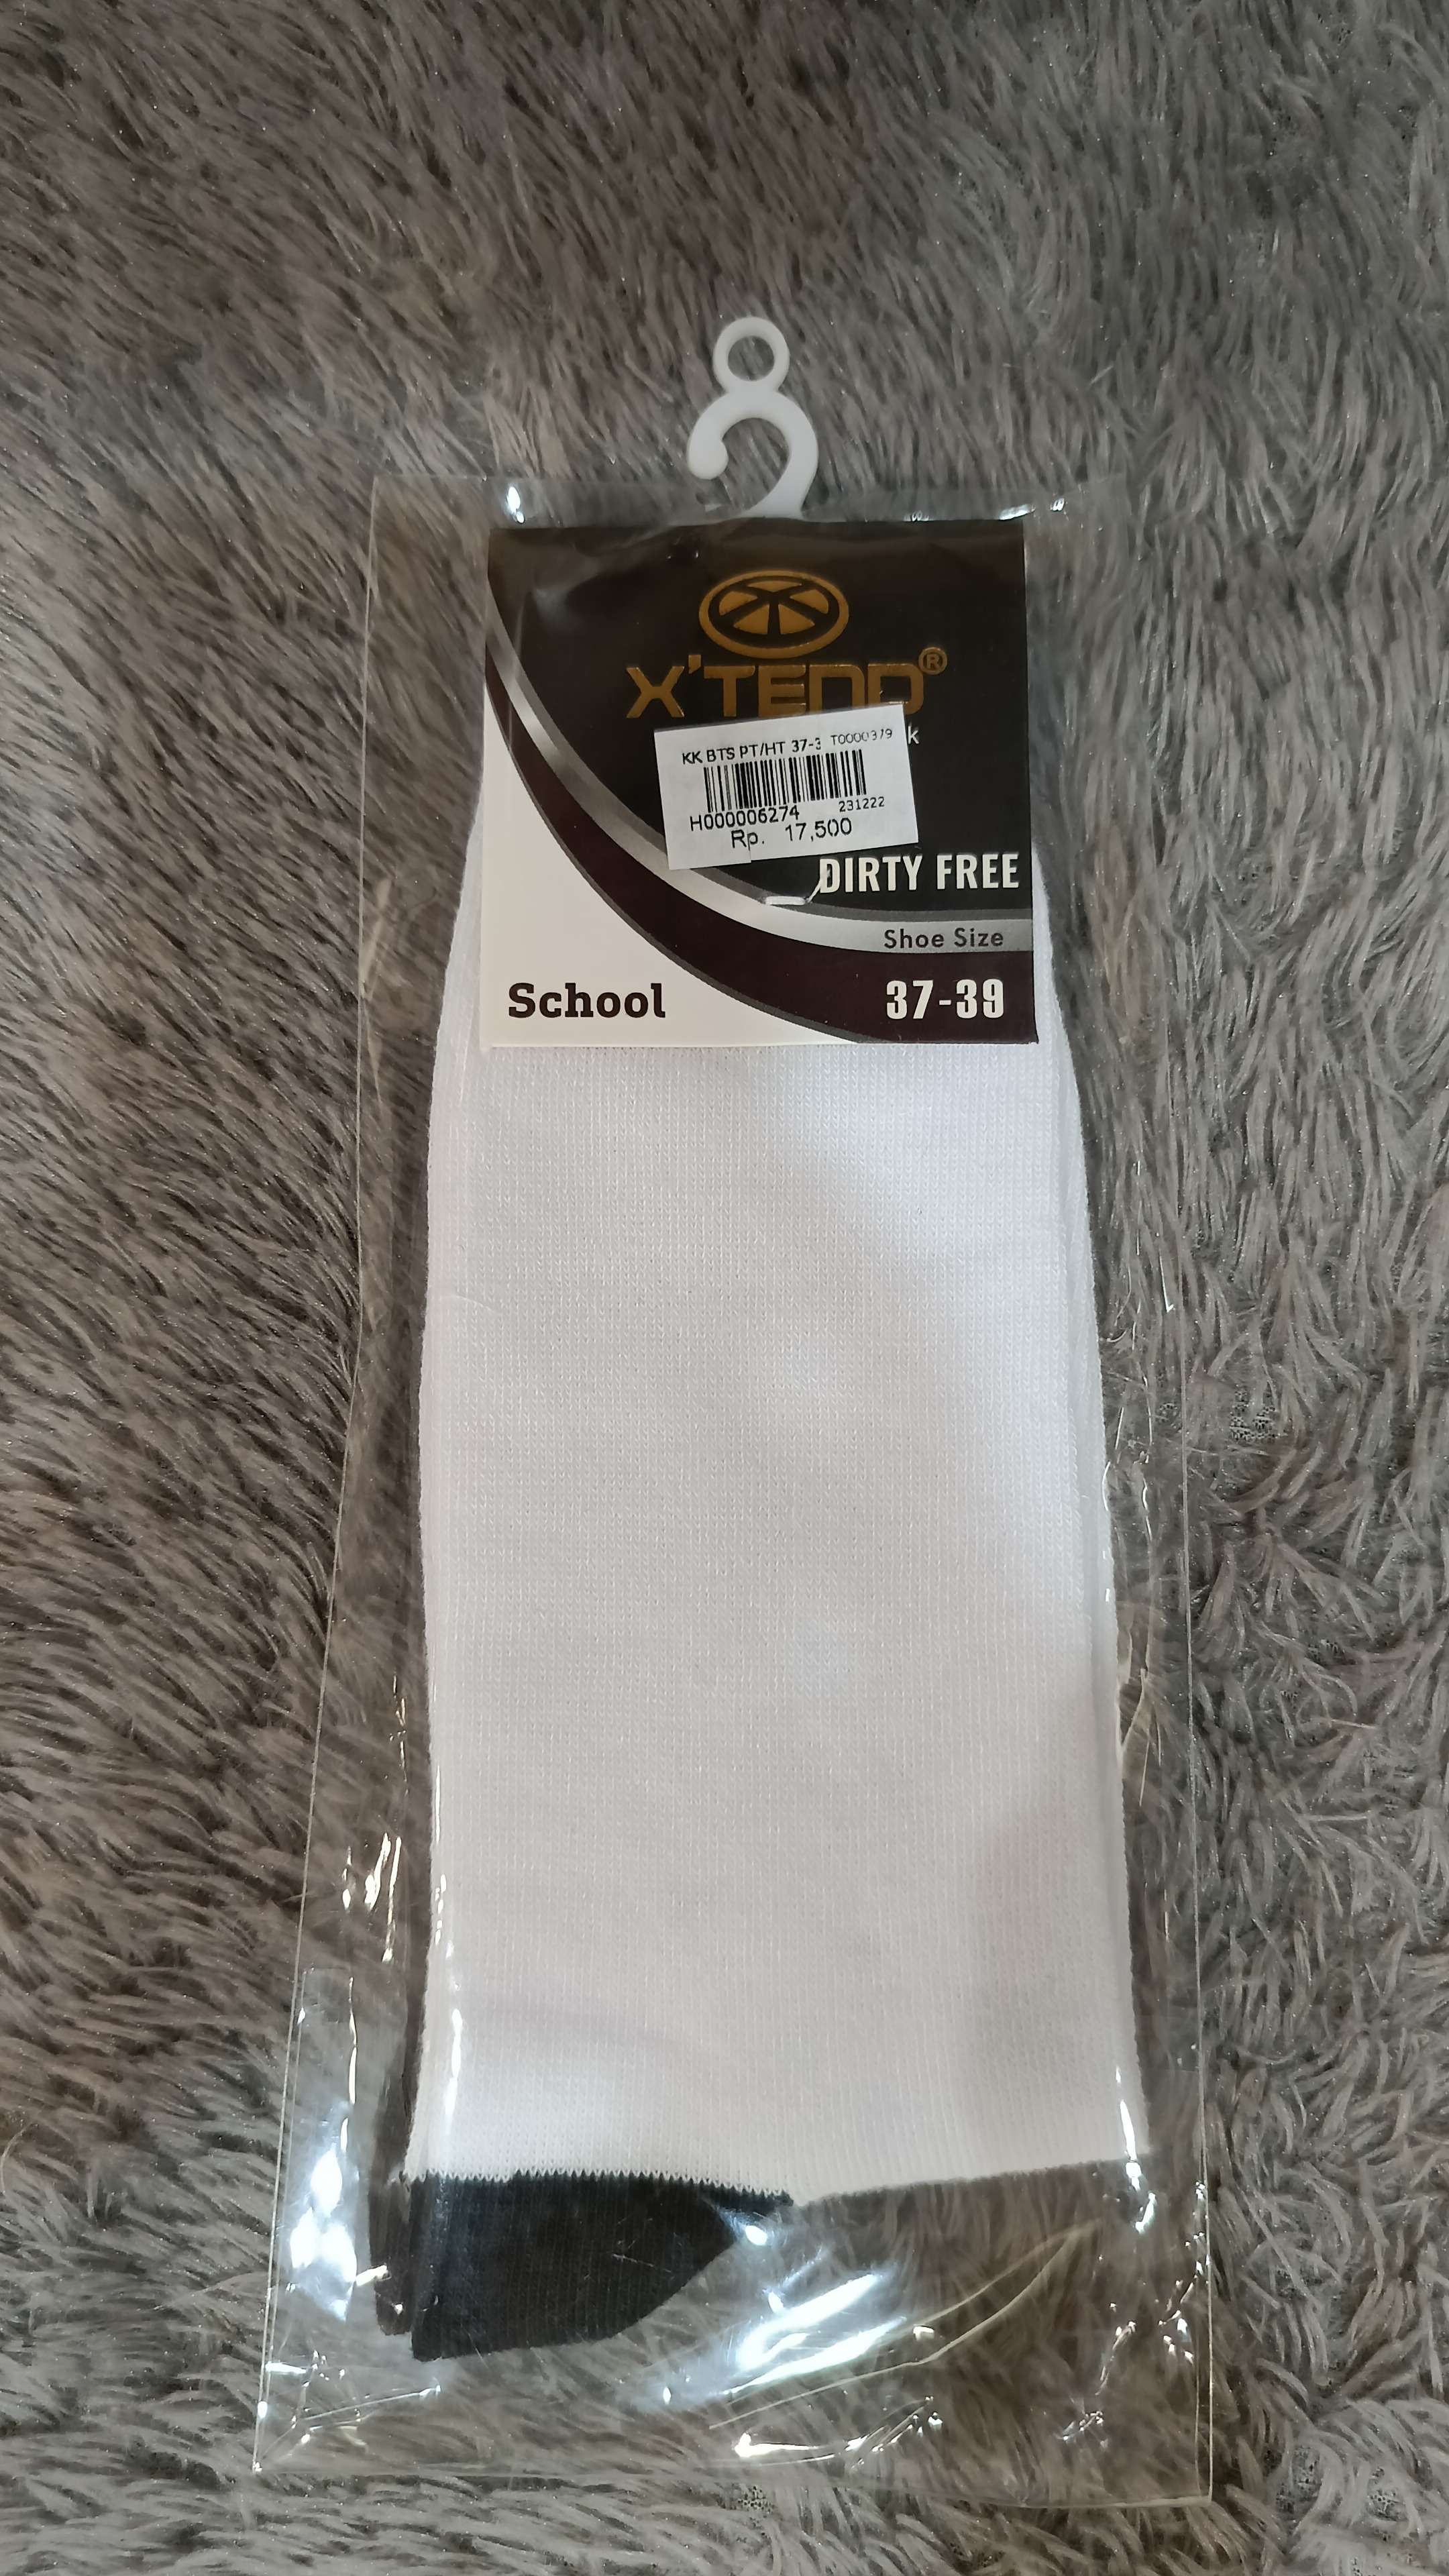 X'TEND®
k
KK BTS PT/HT 37-3 T0000379
H000006274 231222
Rp. 17,500
DIRTY FREE
Shoe Size
School 37-39